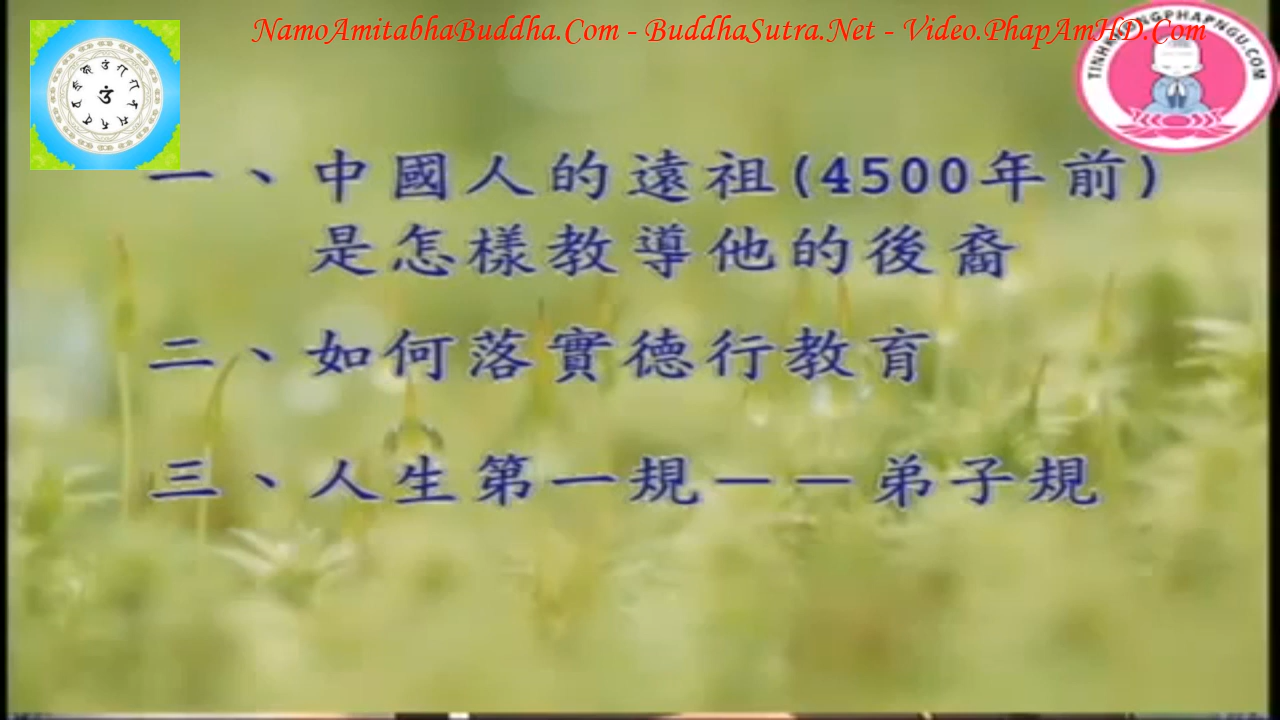 NamoAmitabhaBuddha.Com - BuddhaSutra.Net - Video.PhapAmHD.Com
TINHKHONGPHAPNGU.COM
一、中國人的遠祖(4500年前)
是怎樣教導他的後裔
二、如何落實德行教育
三、人生第一規－－弟子規